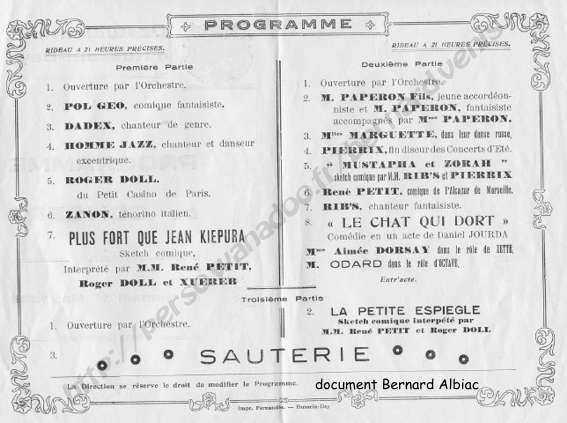 PROGRAMME
RIDEAU A 21 HEURES PRÉCISES.
Première Partie
1. Ouverture par l'Orchestre.
2. POL GEO, comique fantaisiste.
3. DADEX, chanteur de genre.
4. HOMME JAZZ, chanteur et danseur
excentrique.
5. ROGER DOLL,
du Petit Casino de Paris.
6. ZANON, ténorino italien.
7. PLUS FORT QUE JEAN KIEPURA
Sketch comique,
Interprété par M.M. René PETIT,
Roger DOLL et XUERER
RIDEAU A 21 HEURES PRÉCISES.
Deuxième Partie
1. Ouverture par l'Orchestre.
2. M. PAPERON Fils, jeune accordéon-
niste et M. PAPERON, fantaisiste
accompagnés par Mme PAPERON.
3. Mlles MARGUETTE, dans leur danse russe,
4. PIERRIX, fin diseur des Concerts d'Eté.
5. " MUSTAPHA et ZORAH "
sketch comique par M.M. RIB'S et PIERRIX
6. René PETIT, comique de l'Alcazar de Marseille.
7. RIB'S, chanteur fantaisiste.
8. « LE CHAT QUI DORT »
Comédie en un acte de Daniel JOURDA
Mme Aimée DORSAY dans le rôle de ZETTE.
M. ODARD dans le rôle d'OCTAVE.
Entr'acte.
Troisième Partie
1. Ouverture par l'Orchestre.
2. LA PETITE ESPIEGLE
Sketch comique interpété par
M.M. RENÉ PETIT et Roger DOLL
3. SAUTERIE
La Direction se réserve le droit de modifier le Programme.
document Bernard Albiac